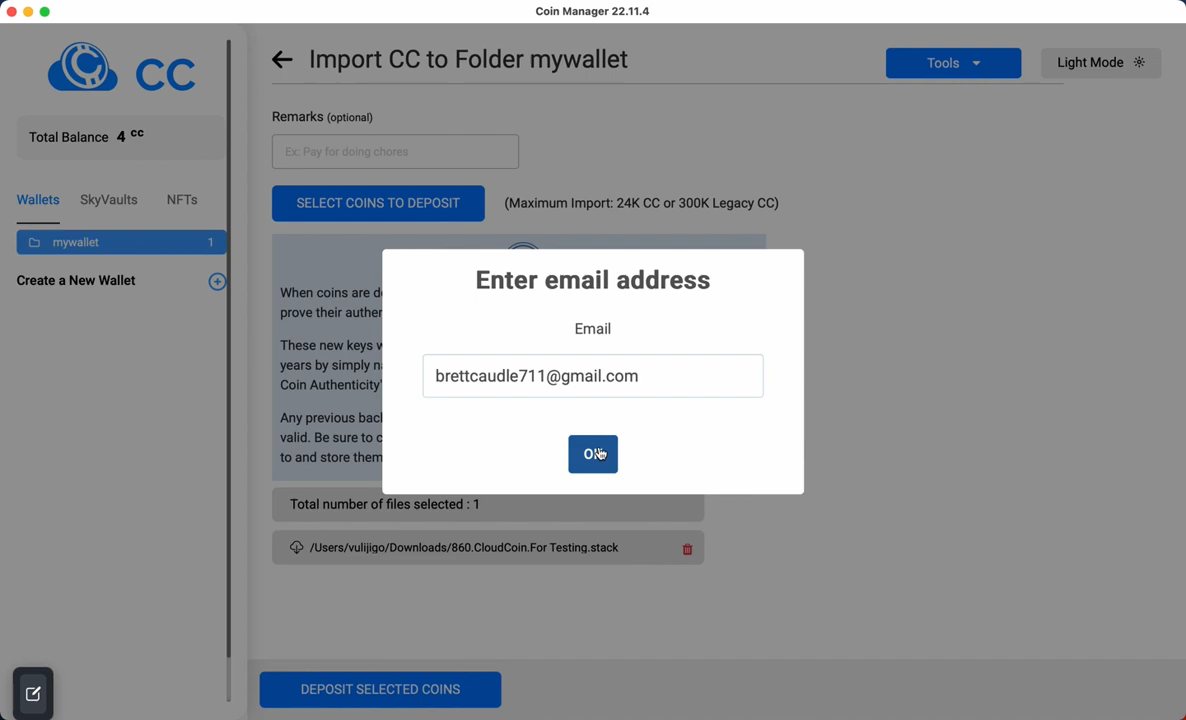 Coin Manager 22.11.4
CC
Total Balance 4 cc
Wallets SkyVaults NFTs
mywallet 1
Create a New Wallet
Import CC to Folder mywallet
Tools
Light Mode
Remarks (optional)
Ex: Pay for doing chores
SELECT COINS TO DEPOSIT
(Maximum Import: 24K CC or 300K Legacy CC)
When coins are
prove their
These new keys
years by simply
Coin Authenticity'
Any previous
valid. Be sure to
to and store them
Enter email address
Email
brettcaudle711@gmail.com
Total number of files selected : 1
/Users/vulijigo/Downloads/860.CloudCoin.For Testing.stack
DEPOSIT SELECTED COINS